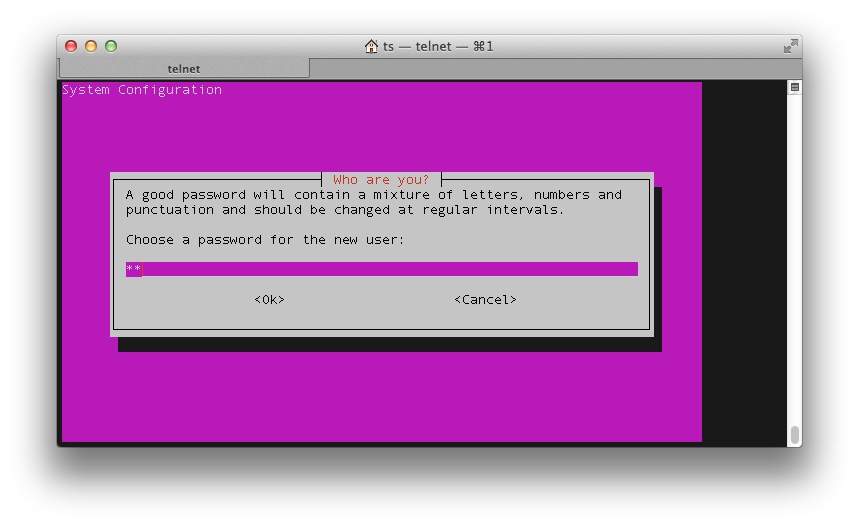 ts — telnet — ⌘1
telnet
System Configuration
Who are you?
A good password will contain a mixture of letters, numbers and
punctuation and should be changed at regular intervals.
Choose a password for the new user:
**
<Ok> <Cancel>